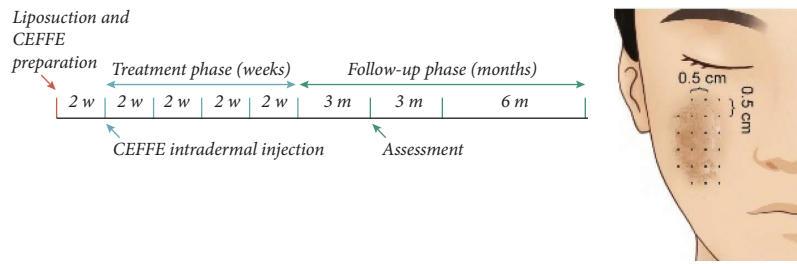 Liposuction and
CEFFE
preparation
Treatment phase (weeks)
Follow-up phase (months)
2 w 2 w 2 w 2 w 2 w 3 m 3 m 6 m
CEFFE intradermal injection
Assessment
0.5 cm
0.5 cm